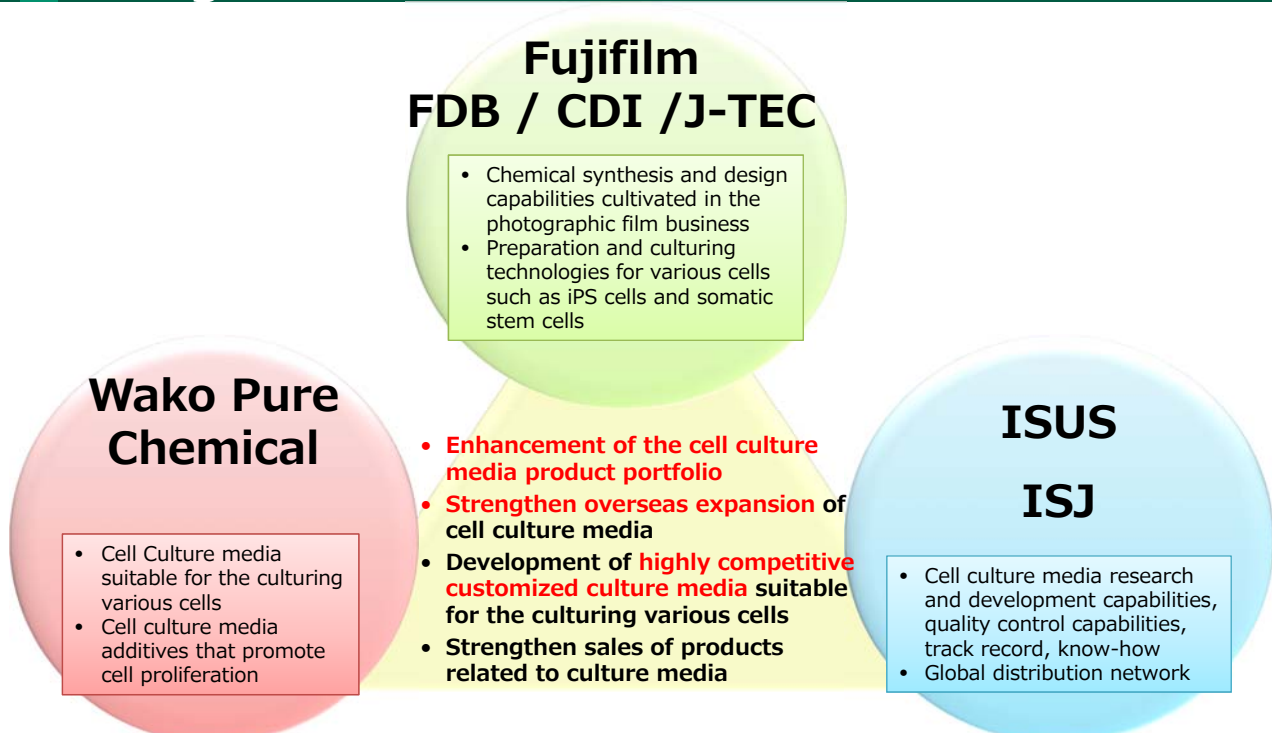 Fujifilm
FDB / CDI /J-TEC
• Chemical synthesis and design
capabilities cultivated in the
photographic film business
• Preparation and culturing
technologies for various cells
such as iPS cells and somatic
stem cells
Wako Pure
Chemical
• Cell Culture media
suitable for the culturing
various cells
• Cell culture media
additives that promote
cell proliferation
• Enhancement of the cell culture
media product portfolio
• Strengthen overseas expansion of
cell culture media
• Development of highly competitive
customized culture media suitable
for the culturing various cells
• Strengthen sales of products
related to culture media
ISUS
ISJ
• Cell culture media research
and development capabilities,
quality control capabilities,
track record, know-how
• Global distribution network